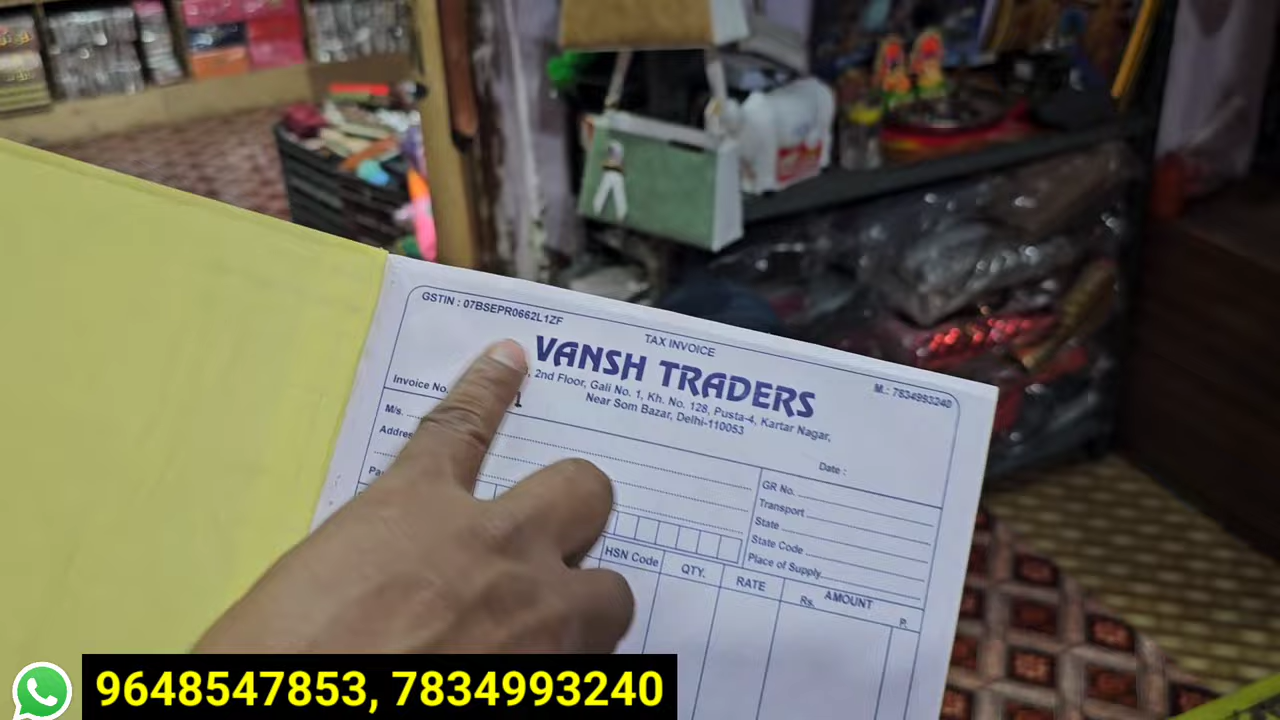 GSTIN : 07BSEPR0662L1ZF
TAX INVOICE
M.: 7834993240
VANSH TRADERS
2nd Floor, Gali No. 1, Kh. No. 128, Pusta-4, Kartar Nagar,
Near Som Bazar, Delhi-110053
Invoice No.
Date :
M/s.
GR No.
Transport
State
State Code
Place of Supply
HSN Code
QTY.
RATE
AMOUNT
Rs.
P.
9648547853, 7834993240